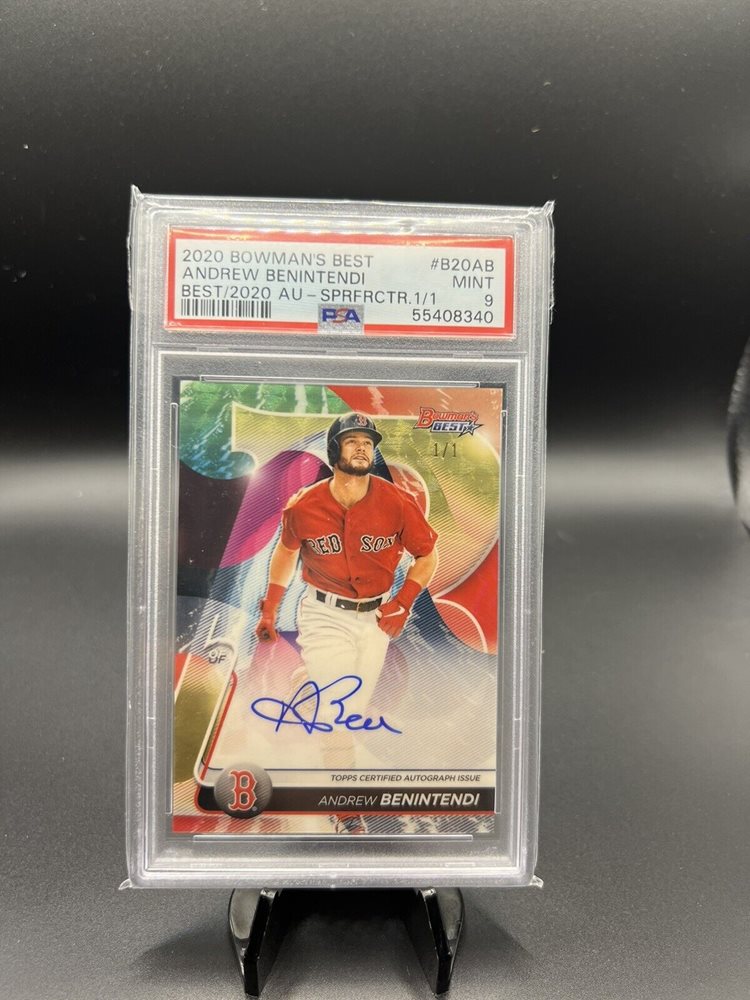 2020 BOWMAN'S BEST #B20AB
ANDREW BENINTENDI MINT
BEST/2020 AU - SPRFRCTR.1/1 9
PSA 55408340
Bowman's
BEST
1/1
RED SOX
OF
B
TOPPS CERTIFIED AUTOGRAPH ISSUE
ANDREW BENINTENDI